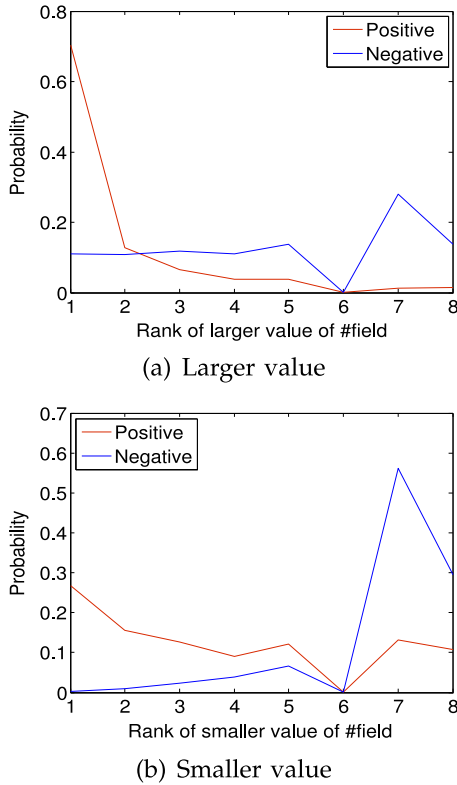 0.8
Positive
Negative
0.6
0.4
0.2
0
Probability
1 2 3 4 5 6 7 8
Rank of larger value of #field
(a) Larger value
0.7
Positive
Negative
0.6
0.5
0.4
0.3
0.2
0.1
0
Probability
1 2 3 4 5 6 7 8
Rank of smaller value of #field
(b) Smaller value